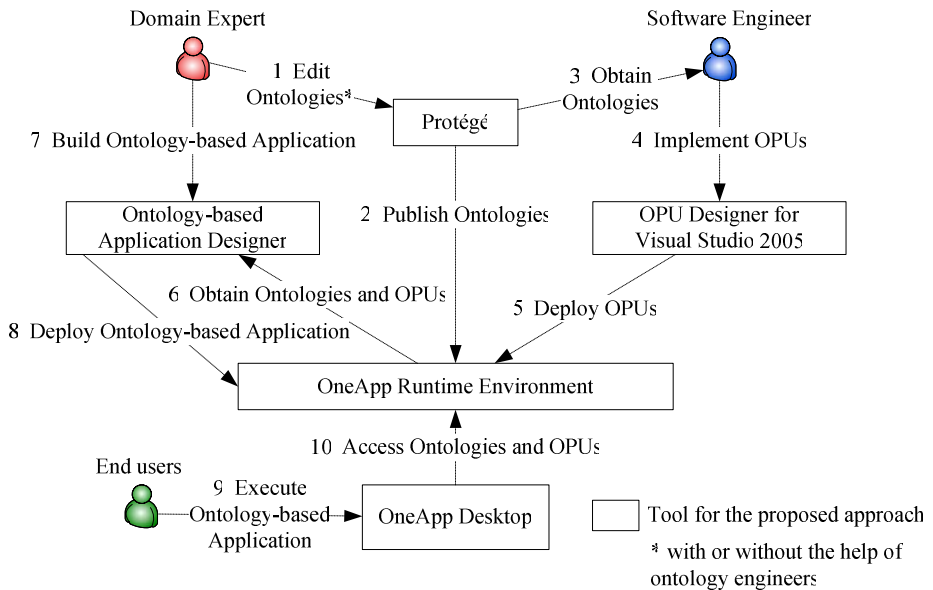 Domain Expert
Software Engineer
1 Edit
Ontologies*
3 Obtain
Ontologies
Protégé
7 Build Ontology-based Application
4 Implement OPUs
2 Publish Ontologies
Ontology-based
Application Designer
OPU Designer for
Visual Studio 2005
6 Obtain Ontologies and OPUs
5 Deploy OPUs
8 Deploy Ontology-based Application
OneApp Runtime Environment
10 Access Ontologies and OPUs
End users
9 Execute
Ontology-based
Application
OneApp Desktop
Tool for the proposed approach
* with or without the help of
ontology engineers